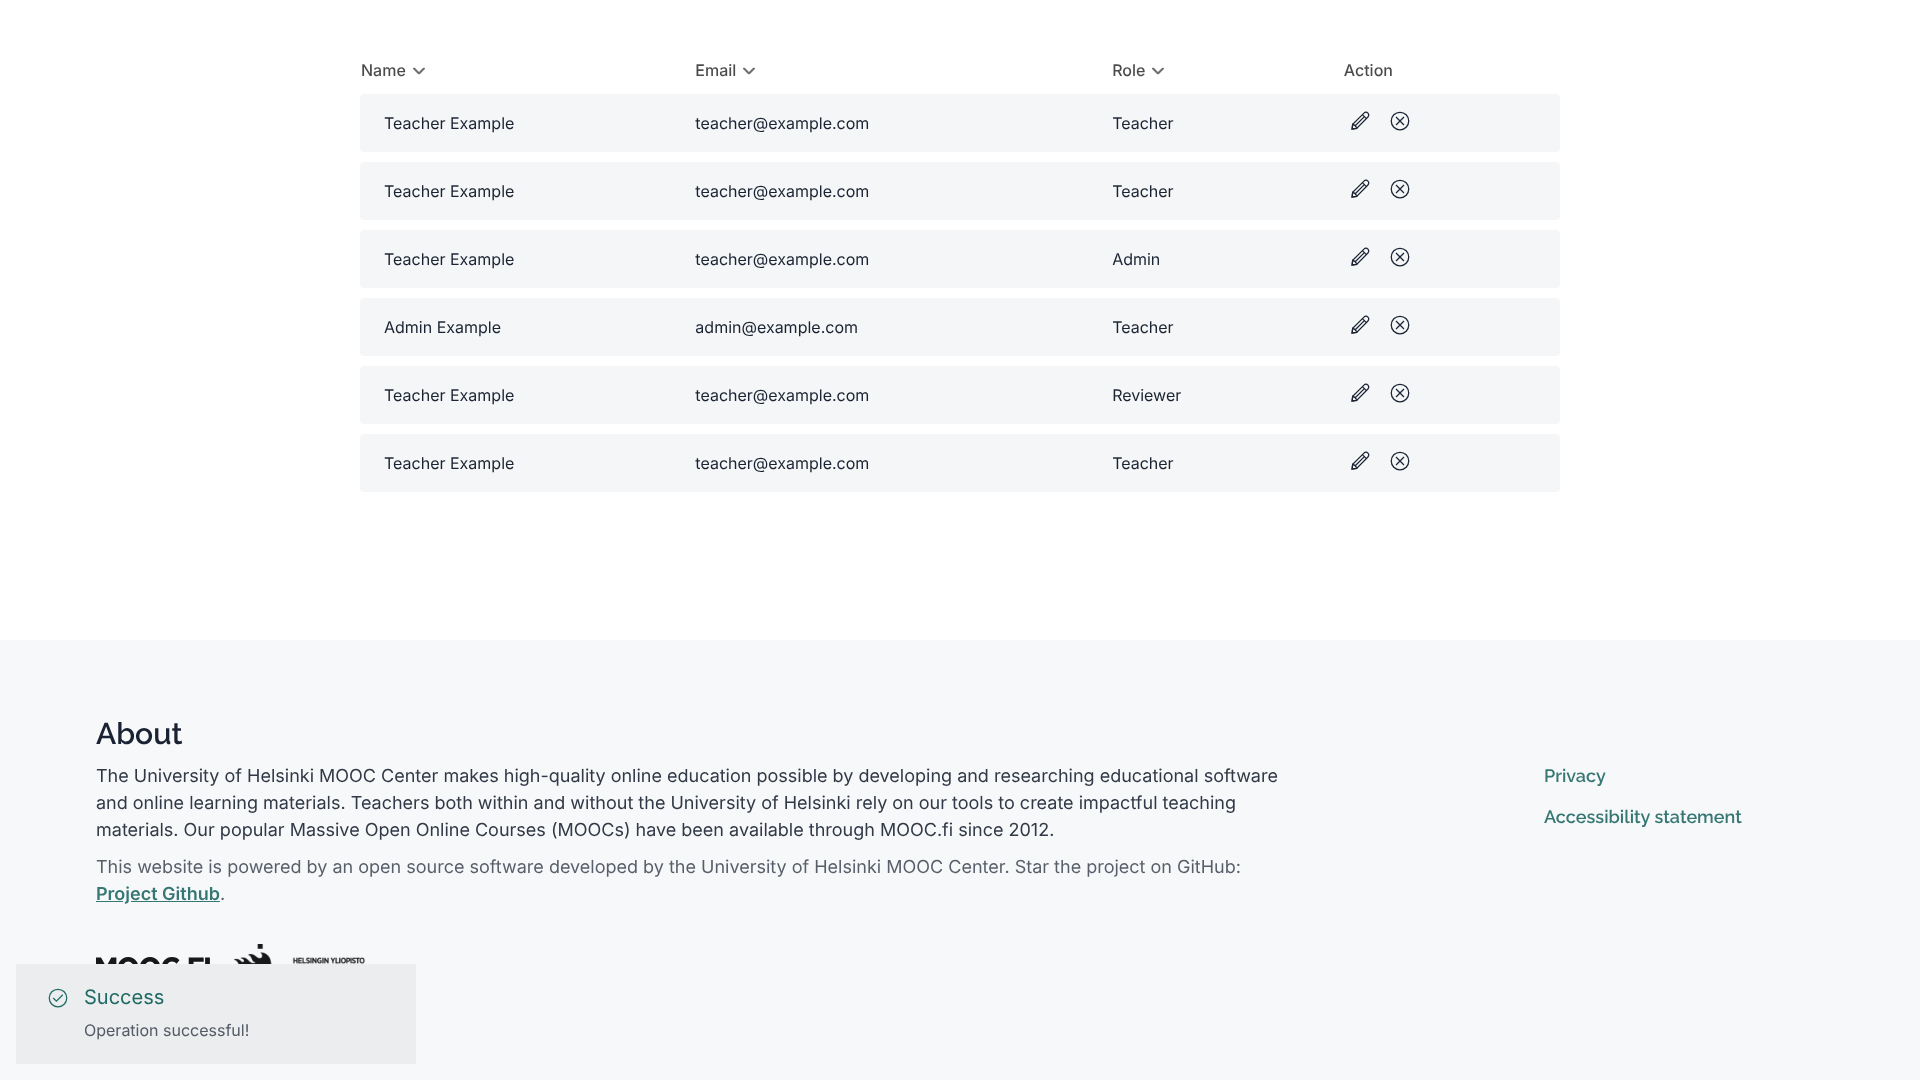 Name Email Role Action
Teacher Example teacher@example.com Teacher
Teacher Example teacher@example.com Teacher
Teacher Example teacher@example.com Admin
Admin Example admin@example.com Teacher
Teacher Example teacher@example.com Reviewer
Teacher Example teacher@example.com Teacher
About
The University of Helsinki MOOC Center makes high-quality online education possible by developing and researching educational software
and online learning materials. Teachers both within and without the University of Helsinki rely on our tools to create impactful teaching
materials. Our popular Massive Open Online Courses (MOOCs) have been available through MOOC.fi since 2012.
This website is powered by an open source software developed by the University of Helsinki MOOC Center. Star the project on GitHub:
Project Github.
Privacy
Accessibility statement
MOOC.FI HELSINGIN YLIOPISTO
Success
Operation successful!